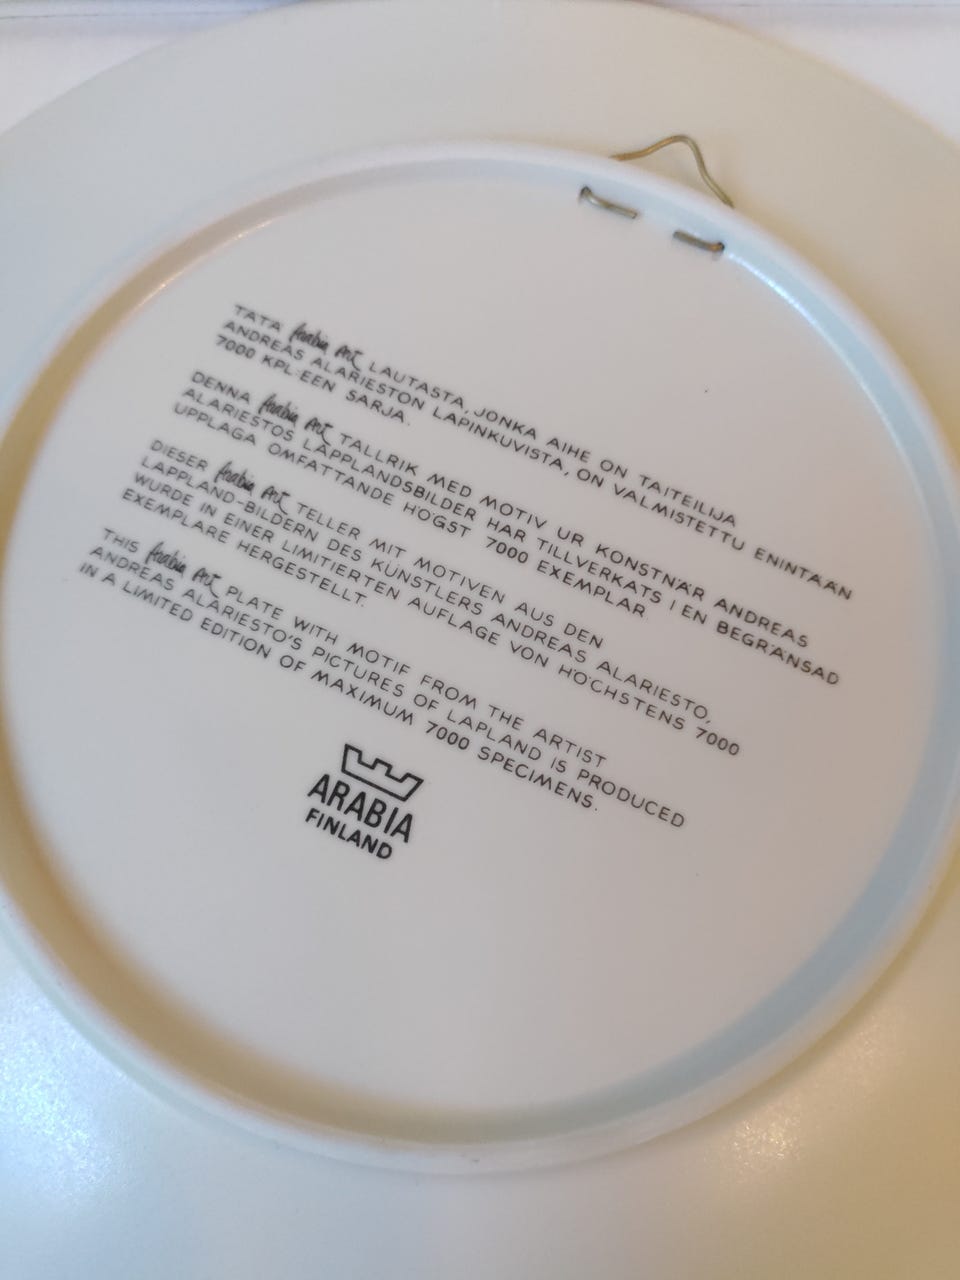 TÄTÄ Arabia Art LAUTASTA, JONKA AIHE ON TAITEILIJA
ANDREAS ALARIESTON LAPINKUVISTA, ON VALMISTETTU ENINTÄÄN
7000 KPL:EEN SARJA.
DENNA Arabia Art TALLRIK MED MOTIV UR KONSTNÄR ANDREAS
ALARIESTOS LAPPLANDSBILDER HAR TILLVERKATS I EN BEGRÄNSAD
UPPLAGA OMFATTANDE HÖGST 7000 EXEMPLAR.
DIESER Arabia Art TELLER MIT MOTIVEN AUS DEN
LAPPLAND-BILDERN DES KÜNSTLERS ANDREAS ALARIESTO,
WURDE IN EINER LIMITIERTEN AUFLAGE VON HÖCHSTENS 7000
EXEMPLARE HERGESTELLT.
THIS Arabia Art PLATE WITH MOTIF FROM THE ARTIST
ANDREAS ALARIESTO'S PICTURES OF LAPLAND IS PRODUCED
IN A LIMITED EDITION OF MAXIMUM 7000 SPECIMENS.
ARABIA
FINLAND